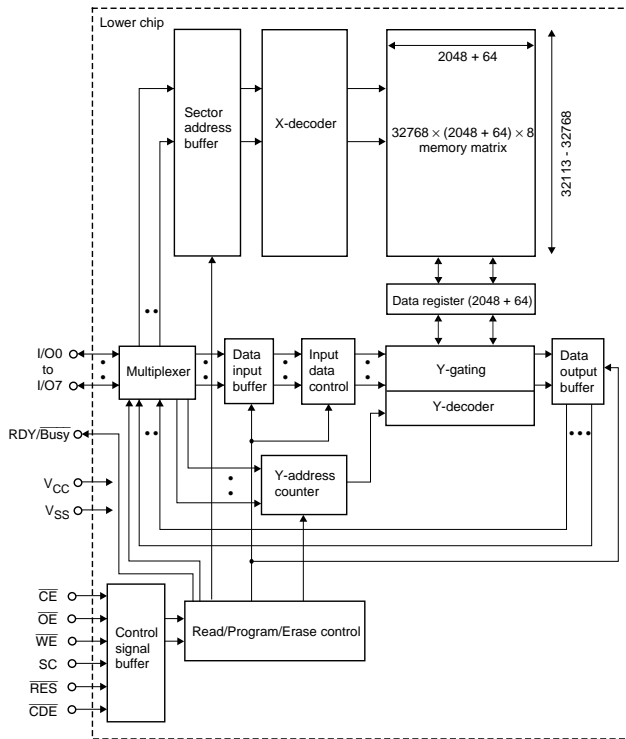 Lower chip
2048 + 64
Sector
address
buffer
X-decoder
32768 × (2048 + 64) × 8
memory matrix
32113 - 32768
Data register (2048 + 64)
I/O0
to
I/O7
Multiplexer
Data
input
buffer
Input
data
control
Y-gating
Y-decoder
Data
output
buffer
RDY/Busy
VCC
VSS
Y-address
counter
CE
OE
WE
SC
RES
CDE
Control
signal
buffer
Read/Program/Erase control